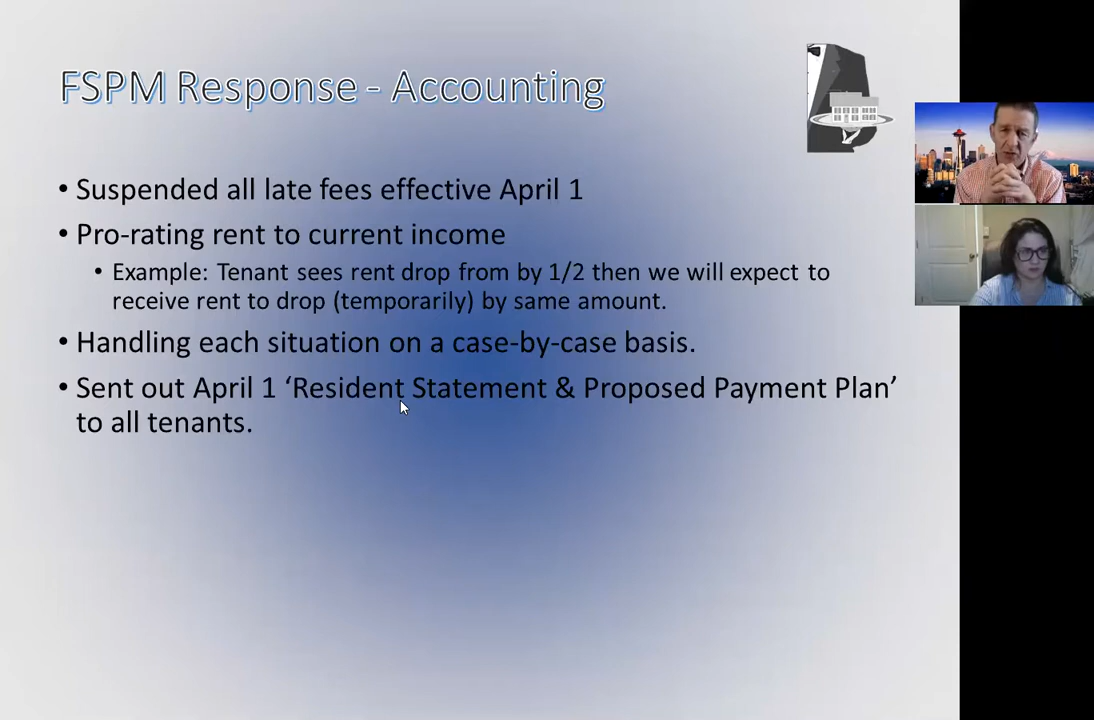 FSPM Response - Accounting
• Suspended all late fees effective April 1
• Pro-rating rent to current income
• Example: Tenant sees rent drop from by 1/2 then we will expect to
receive rent to drop (temporarily) by same amount.
• Handling each situation on a case-by-case basis.
• Sent out April 1 ‘Resident Statement & Proposed Payment Plan’
to all tenants.